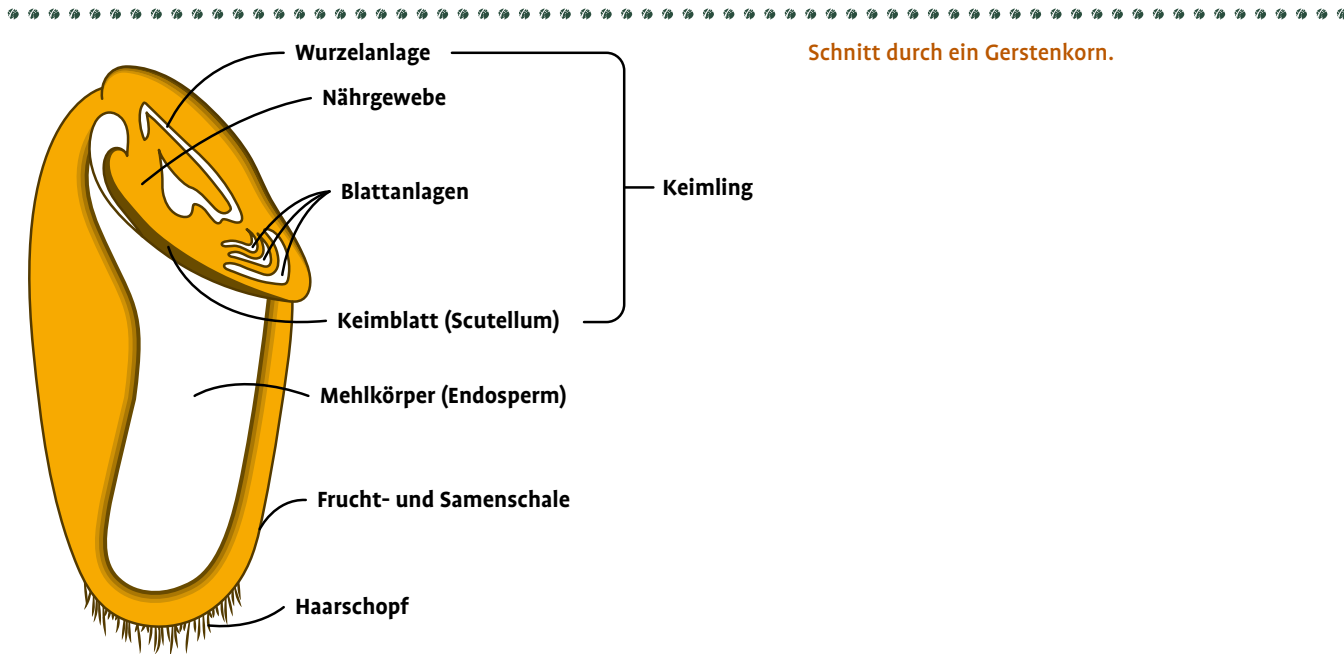 Wurzelanlage
Schnitt durch ein Gerstenkorn.
Nährgewebe
Blattanlagen
Keimling
Keimblatt (Scutellum)
Mehlkörper (Endosperm)
Frucht- und Samenschale
Haarschopf